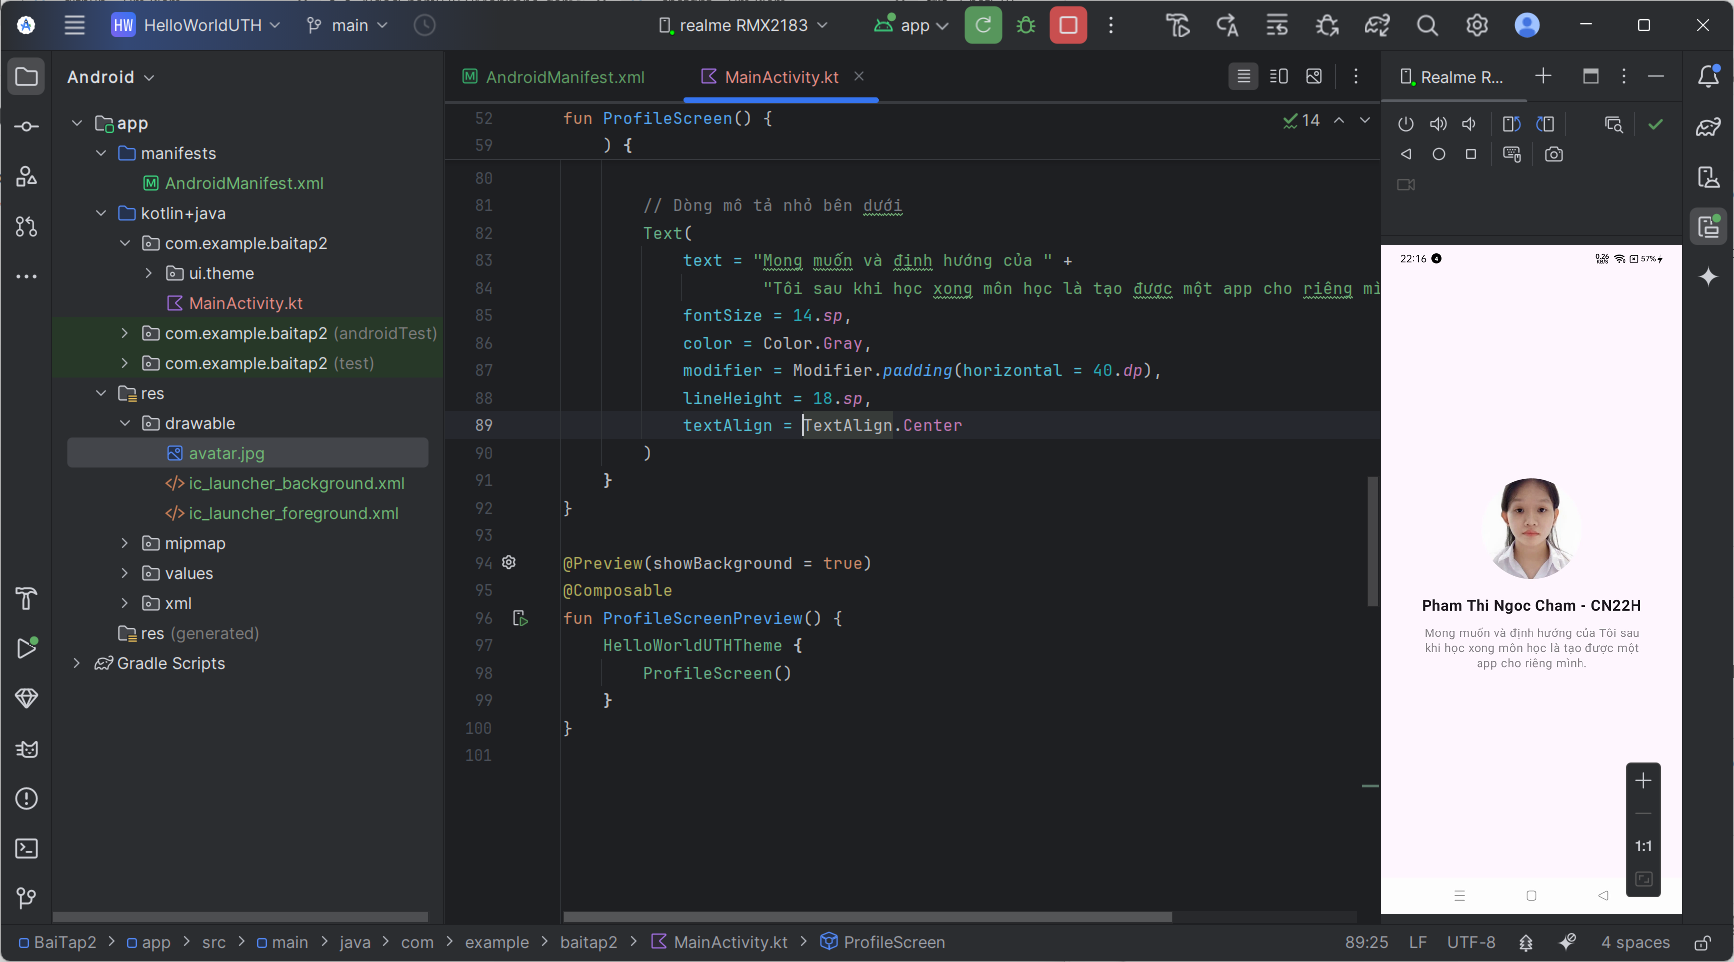 HW HelloWorldUTH main realme RMX2183 app
Android
app
manifests
AndroidManifest.xml
kotlin+java
com.example.baitap2
ui.theme
MainActivity.kt
com.example.baitap2 (androidTest)
com.example.baitap2 (test)
res
drawable
avatar.jpg
ic_launcher_background.xml
ic_launcher_foreground.xml
mipmap
values
xml
res (generated)
Gradle Scripts
AndroidManifest.xml MainActivity.kt
14
52 fun ProfileScreen() {
59 ) {
80
81 // Dòng mô tả nhỏ bên dưới
82 Text(
83 text = "Mong muốn và định hướng của " +
84 "Tôi sau khi học xong môn học là tạo được một app cho riêng mì
85 fontSize = 14.sp,
86 color = Color.Gray,
87 modifier = Modifier.padding(horizontal = 40.dp),
88 lineHeight = 18.sp,
89 textAlign = TextAlign.Center
90 )
91 }
92 }
93
94 @Preview(showBackground = true)
95 @Composable
96 fun ProfileScreenPreview() {
97 HelloWorldUTHTheme {
98 ProfileScreen()
99 }
100 }
101
Realme R...
22:16 57%
Pham Thi Ngoc Cham - CN22H
Mong muốn và định hướng của Tôi sau
khi học xong môn học là tạo được một
app cho riêng mình.
1:1
BaiTap2 > app > src > main > java > com > example > baitap2 > MainActivity.kt > ProfileScreen
89:25 LF UTF-8 4 spaces